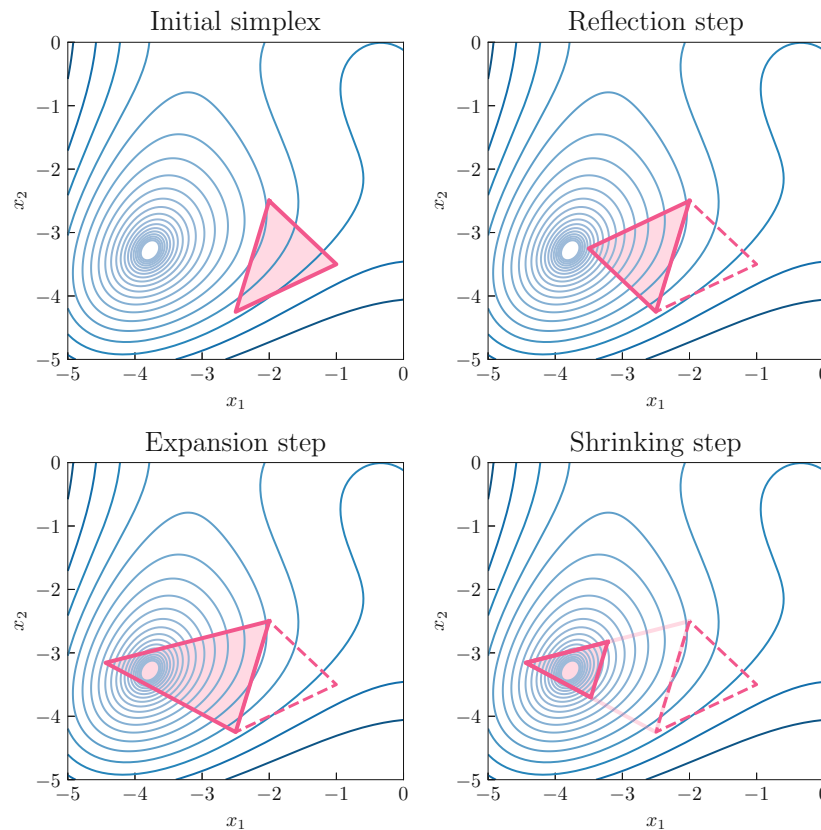 Initial simplex
0
−1
−2
−3
−4
−5
x2
−5 −4 −3 −2 −1 0
x1
Reflection step
0
−1
−2
−3
−4
−5
x2
−5 −4 −3 −2 −1 0
x1
Expansion step
0
−1
−2
−3
−4
−5
x2
−5 −4 −3 −2 −1 0
x1
Shrinking step
0
−1
−2
−3
−4
−5
x2
−5 −4 −3 −2 −1 0
x1